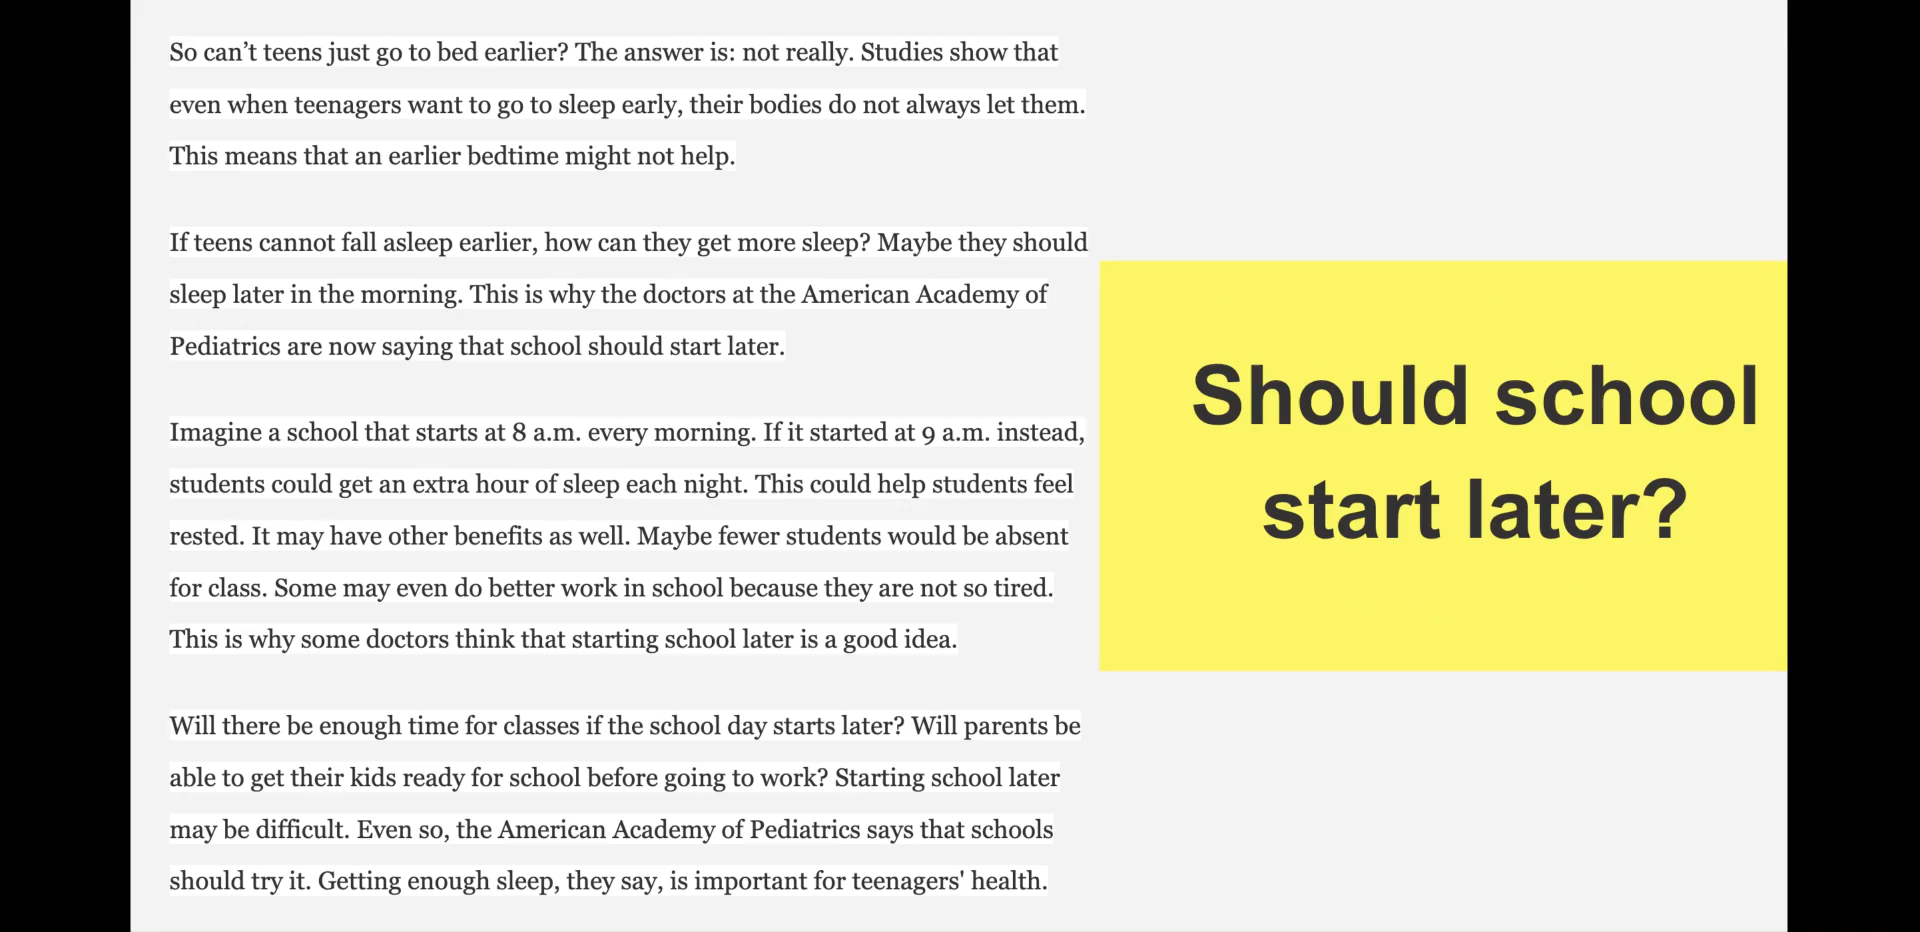 So can’t teens just go to bed earlier? The answer is: not really. Studies show that
even when teenagers want to go to sleep early, their bodies do not always let them.
This means that an earlier bedtime might not help.
If teens cannot fall asleep earlier, how can they get more sleep? Maybe they should
sleep later in the morning. This is why the doctors at the American Academy of
Pediatrics are now saying that school should start later.
Imagine a school that starts at 8 a.m. every morning. If it started at 9 a.m. instead,
students could get an extra hour of sleep each night. This could help students feel
rested. It may have other benefits as well. Maybe fewer students would be absent
for class. Some may even do better work in school because they are not so tired.
This is why some doctors think that starting school later is a good idea.
Will there be enough time for classes if the school day starts later? Will parents be
able to get their kids ready for school before going to work? Starting school later
may be difficult. Even so, the American Academy of Pediatrics says that schools
should try it. Getting enough sleep, they say, is important for teenagers' health.
Should school
start later?